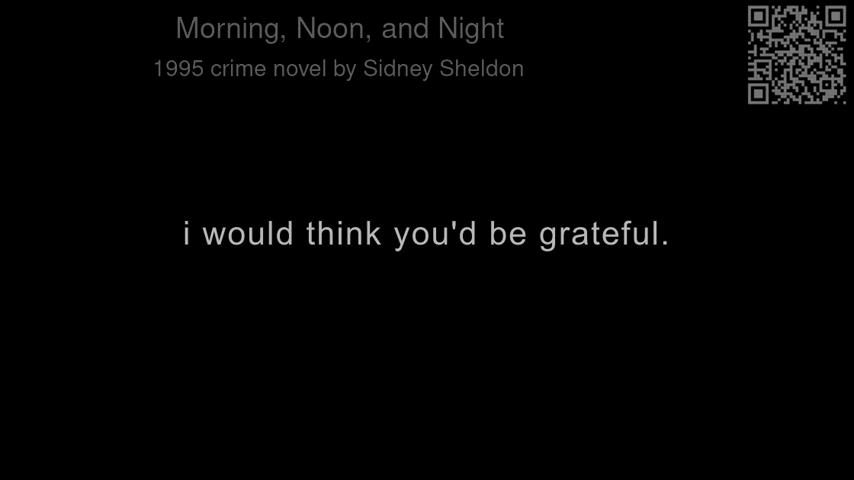 Morning, Noon, and Night
1995 crime novel by Sidney Sheldon
i would think you'd be grateful.